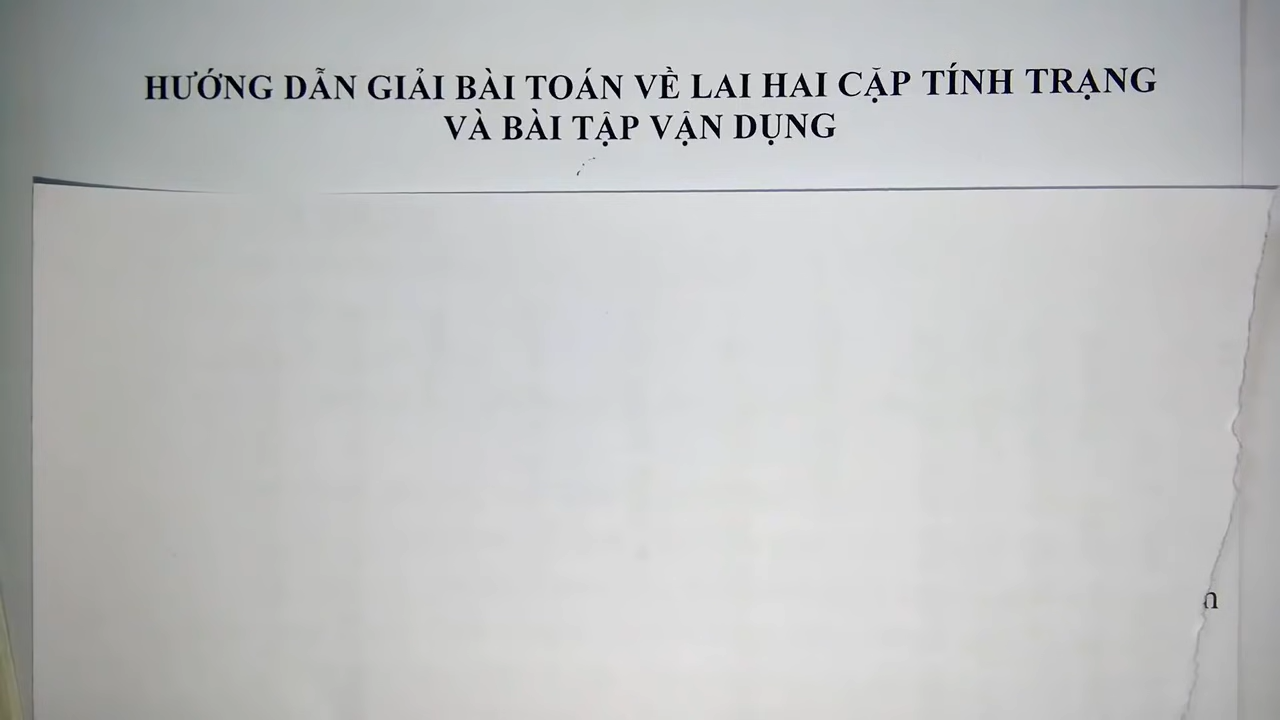 HƯỚNG DẪN GIẢI BÀI TOÁN VỀ LAI HAI CẶP TÍNH TRẠNG
VÀ BÀI TẬP VẬN DỤNG
n